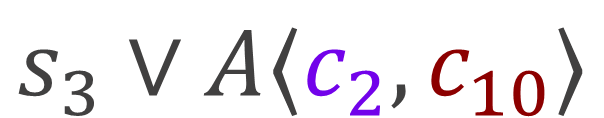 s₃ ∨ A⟨c₂, c₁₀⟩